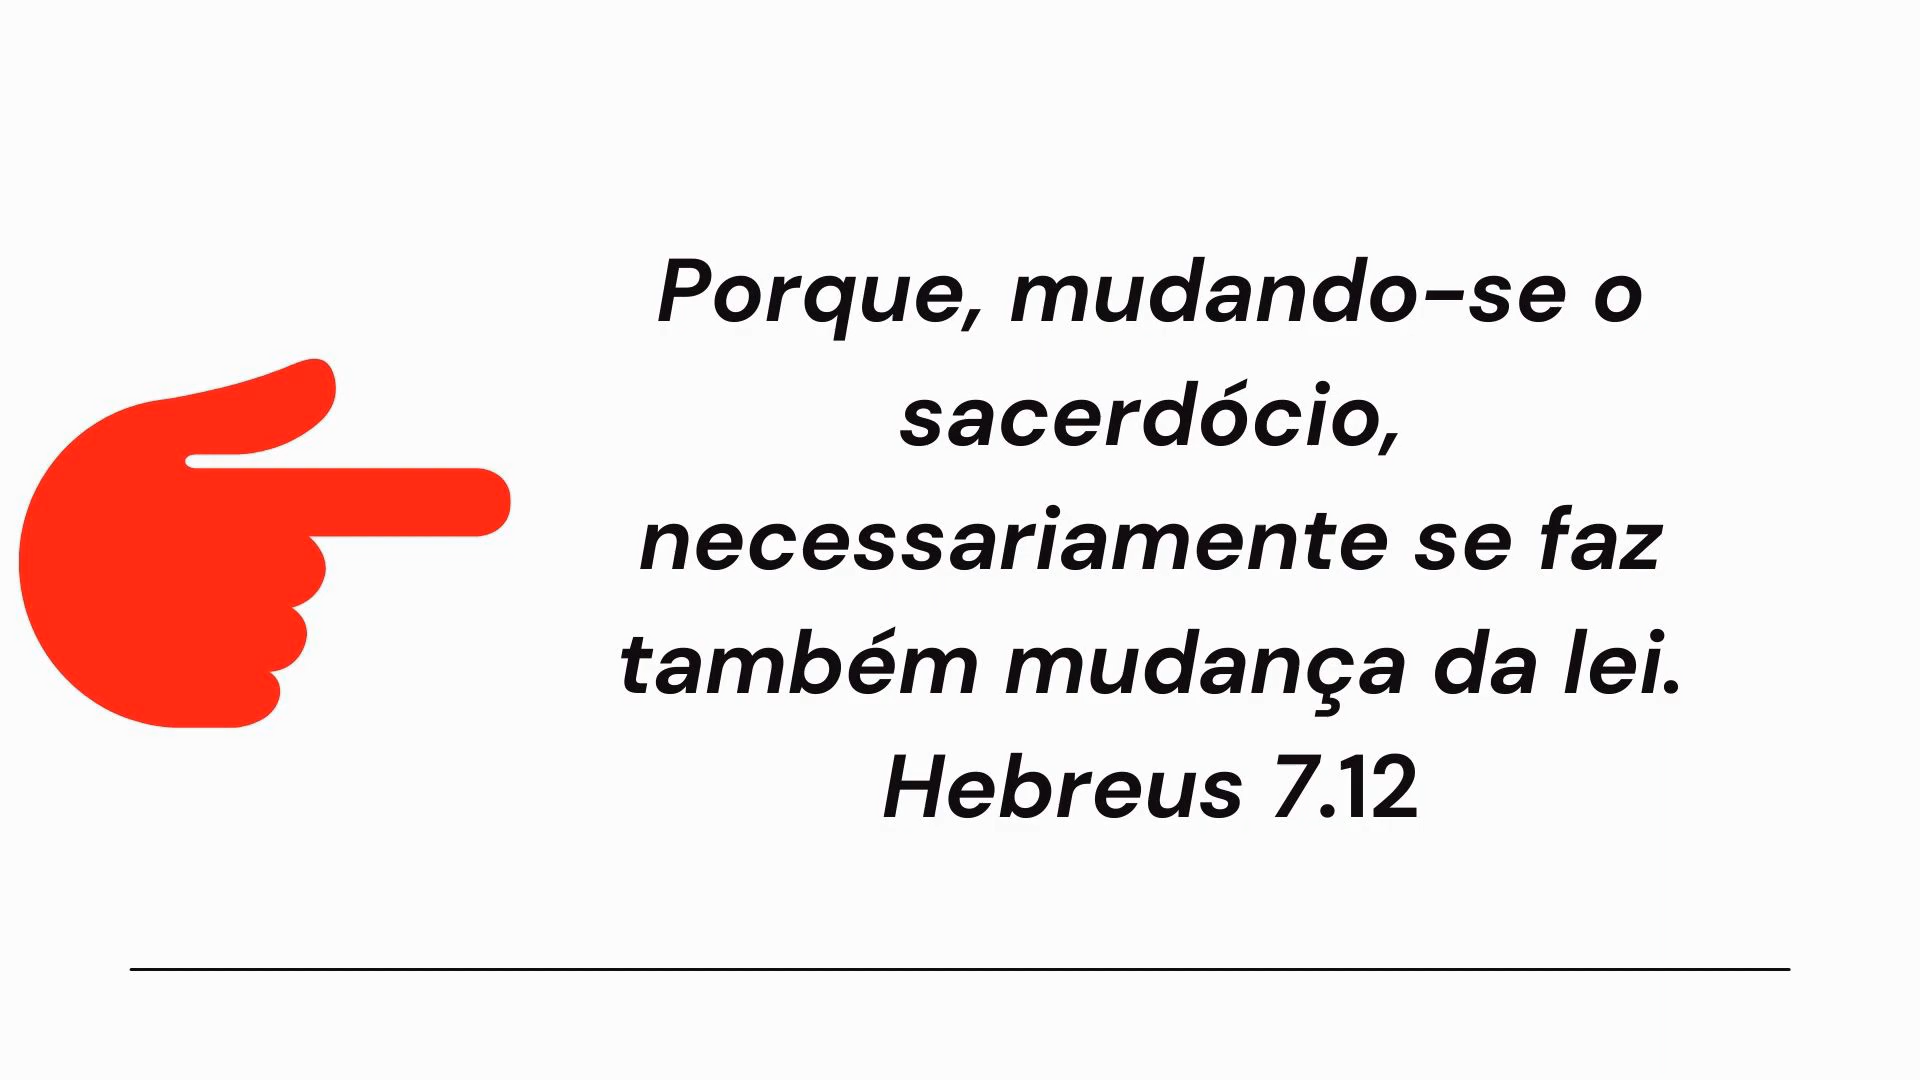 Porque, mudando-se o
sacerdócio,
necessariamente se faz
também mudança da lei.
Hebreus 7.12